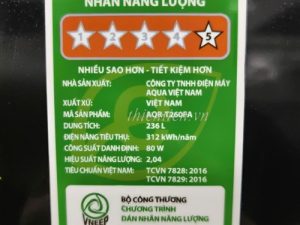 NHÃN NĂNG LƯỢNG
1 2 3 4 5
NHIỀU SAO HƠN - TIẾT KIỆM HƠN
NHÀ SẢN XUẤT: CÔNG TY TNHH ĐIỆN MÁY
AQUA VIỆT NAM
XUẤT XỨ: VIỆT NAM
MÃ SẢN PHẨM: AQR-T260FA
DUNG TÍCH: 236 L
ĐIỆN NĂNG TIÊU THỤ: 312 kWh/năm
CÔNG SUẤT DANH ĐỊNH: 80 W
HIỆU SUẤT NĂNG LƯỢNG: 2,04
TIÊU CHUẨN VIỆT NAM: TCVN 7828: 2016
TCVN 7829: 2016
BỘ CÔNG THƯƠNG
CHƯƠNG TRÌNH
DÁN NHÃN NĂNG LƯỢNG
VNEEP